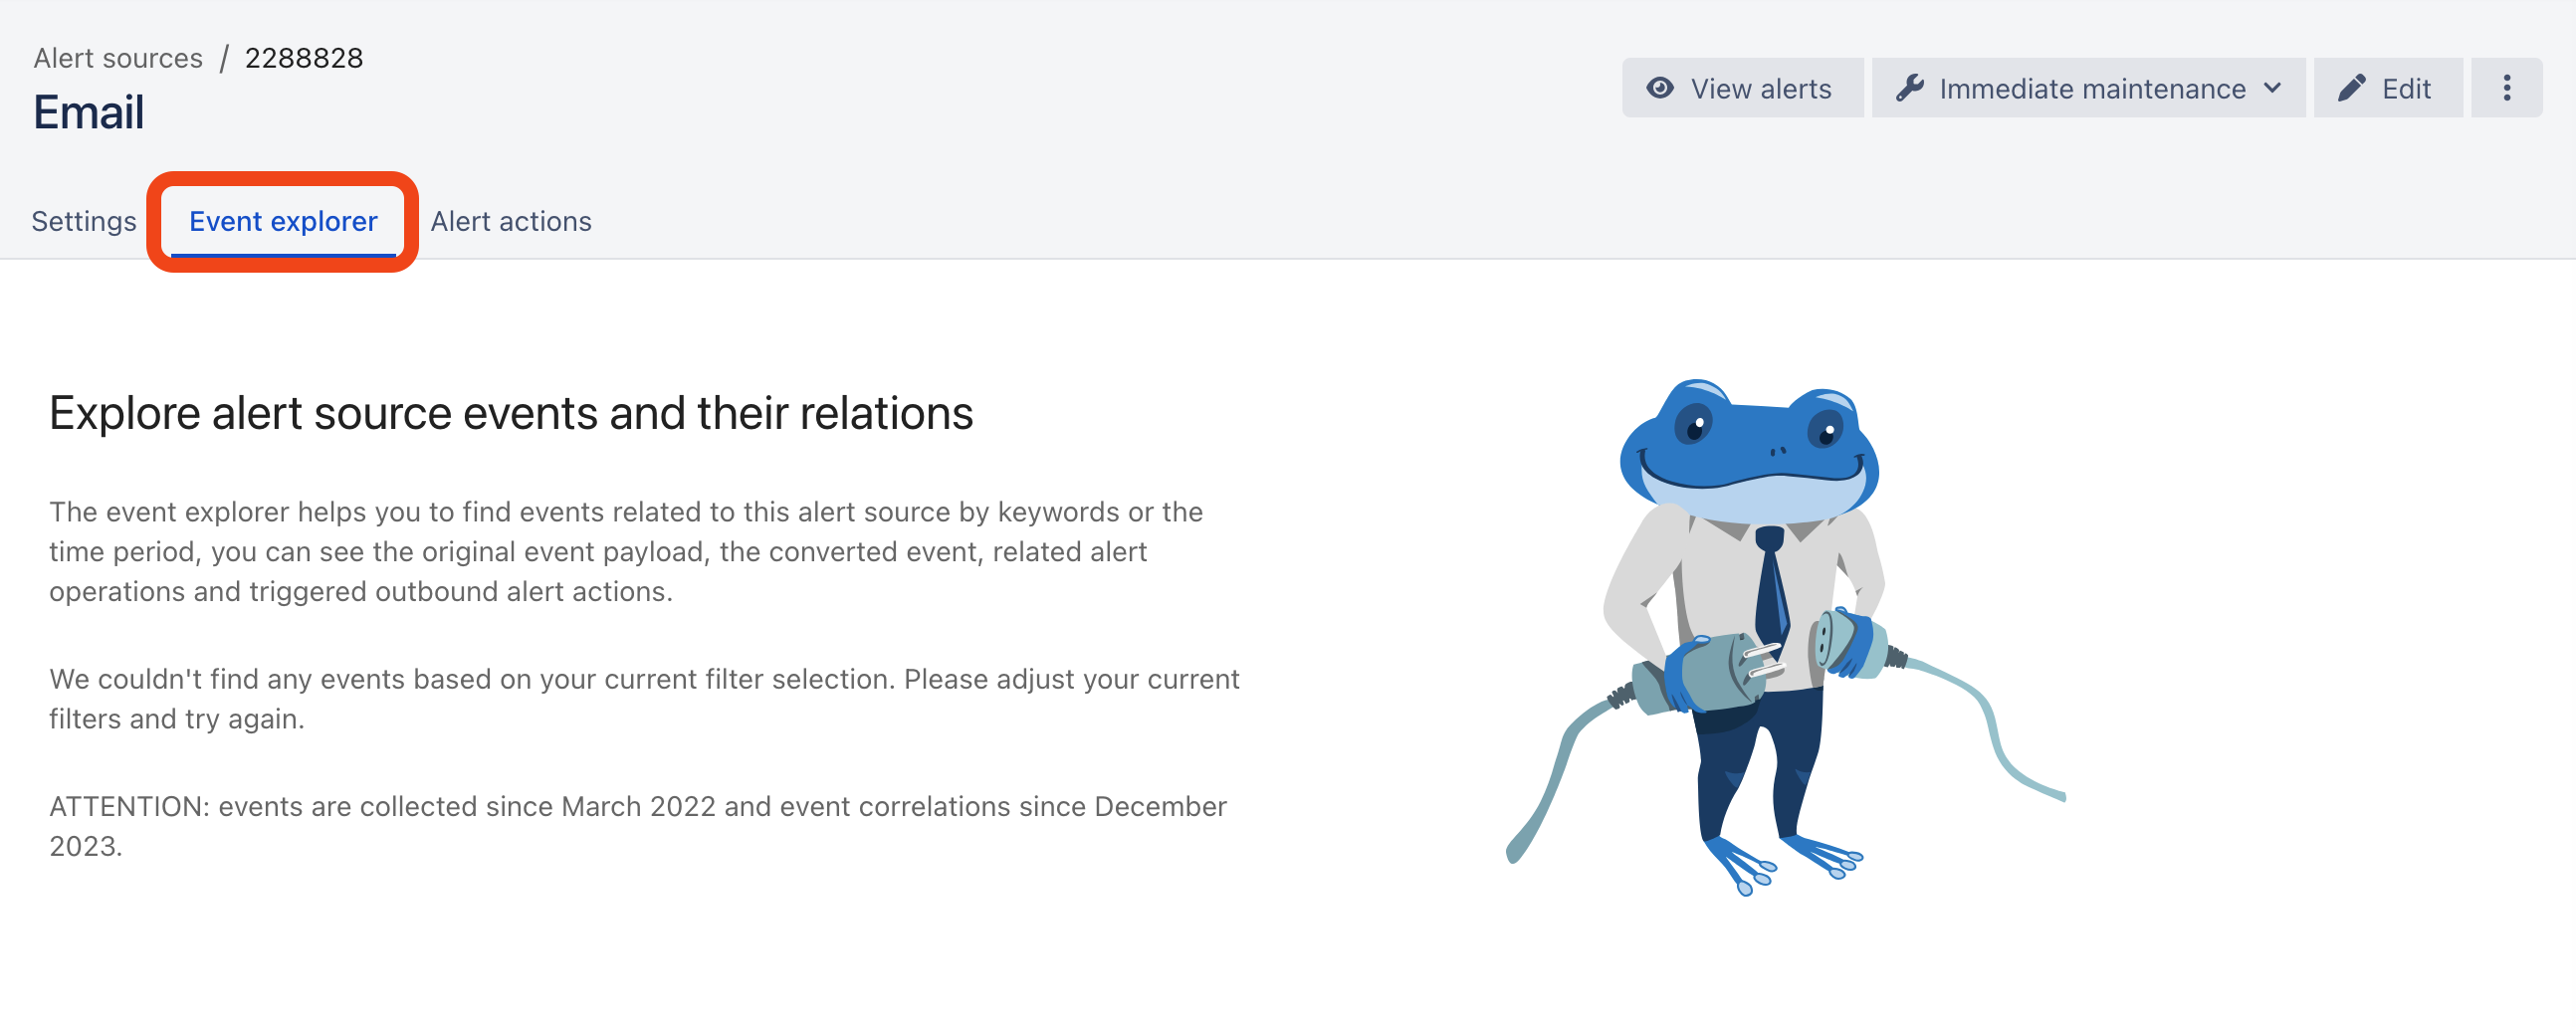 Alert sources / 2288828
Email
View alerts
Immediate maintenance
Edit
Settings
Event explorer
Alert actions
Explore alert source events and their relations
The event explorer helps you to find events related to this alert source by keywords or the
time period, you can see the original event payload, the converted event, related alert
operations and triggered outbound alert actions.
We couldn't find any events based on your current filter selection. Please adjust your current
filters and try again.
ATTENTION: events are collected since March 2022 and event correlations since December
2023.